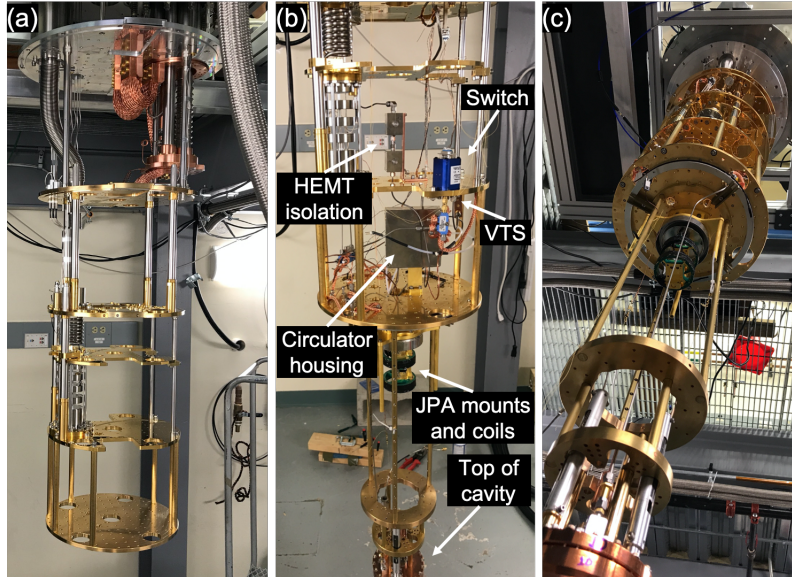 (a)
(b)
(c)
Switch
HEMT
isolation
VTS
Circulator
housing
JPA mounts
and coils
Top of
cavity